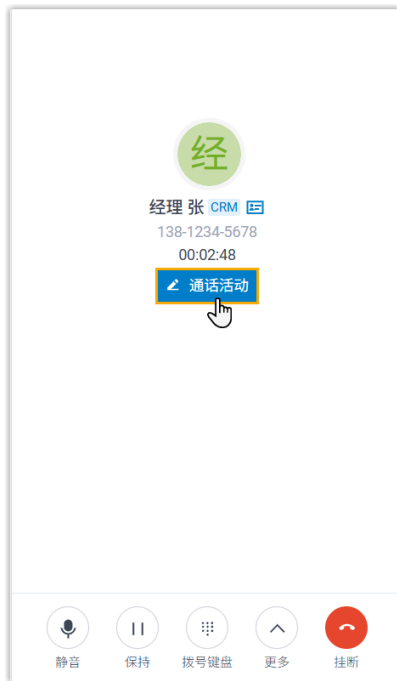 经
经理 张 CRM
138-1234-5678
00:02:48
通话活动
静音 保持 拨号键盘 更多 挂断